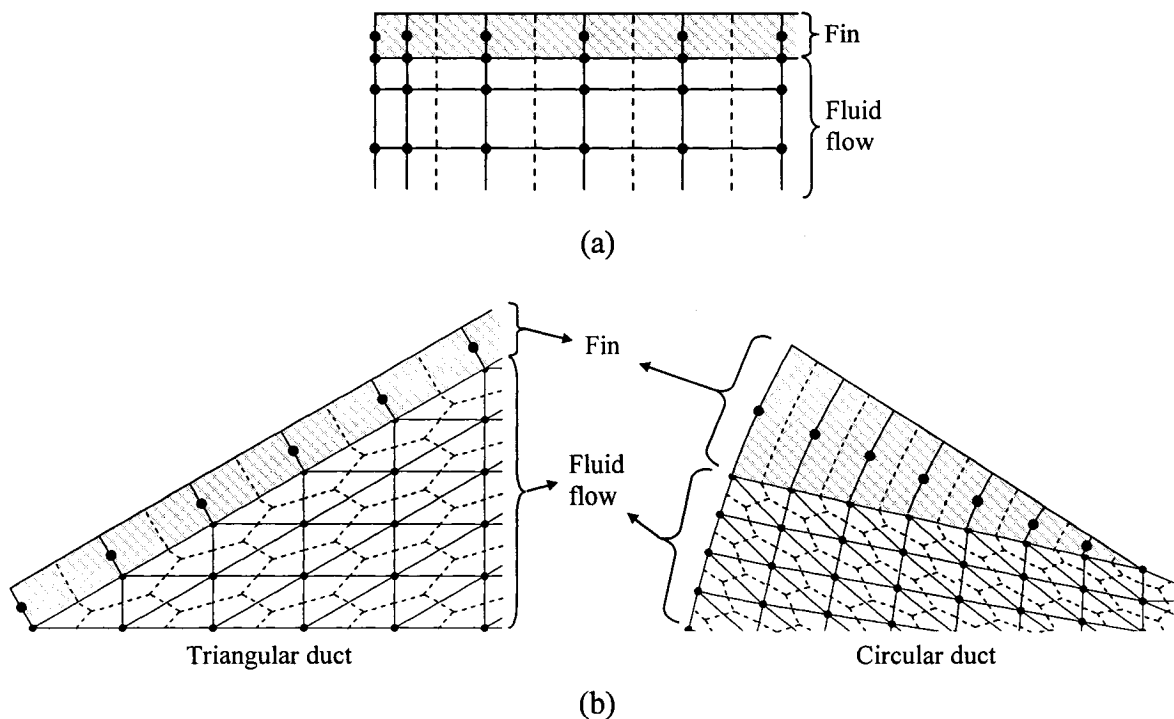 Fin
Fluid
flow
(a)
Fin
Fluid
flow
Triangular duct
Circular duct
(b)